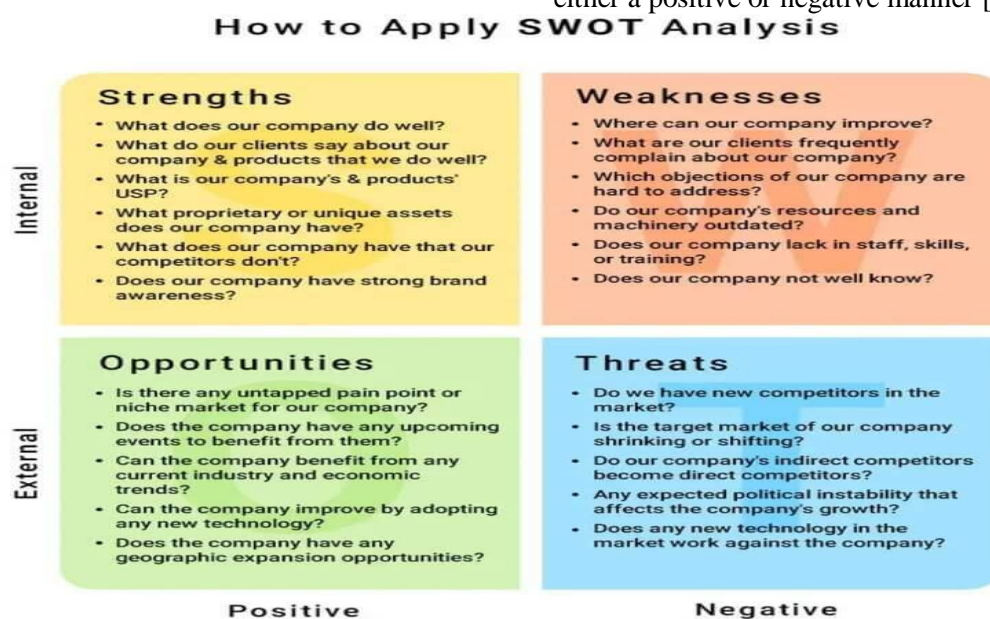 either a positive or negative manner [
How to Apply SWOT Analysis
Internal
Strengths
• What does our company do well?
• What do our clients say about our
company & products that we do well?
• What is our company's & products'
USP?
• What proprietary or unique assets
does our company have?
• What does our company have that our
competitors don't?
• Does our company have strong brand
awareness?
Weaknesses
• Where can our company improve?
• What are our clients frequently
complain about our company?
• Which objections of our company are
hard to address?
• Do our company's resources and
machinery outdated?
• Does our company lack in staff, skills,
or training?
• Does our company not well know?
External
Opportunities
• Is there any untapped pain point or
niche market for our company?
• Does the company have any upcoming
events to benefit from them?
• Can the company benefit from any
current industry and economic
trends?
• Can the company improve by adopting
any new technology?
• Does the company have any
geographic expansion opportunities?
Threats
• Do we have new competitors in the
market?
• Is the target market of our company
shrinking or shifting?
• Do our company's indirect competitors
become direct competitors?
• Any expected political instability that
affects the company's growth?
• Does any new technology in the
market work against the company?
Positive
Negative
S
W
O
T